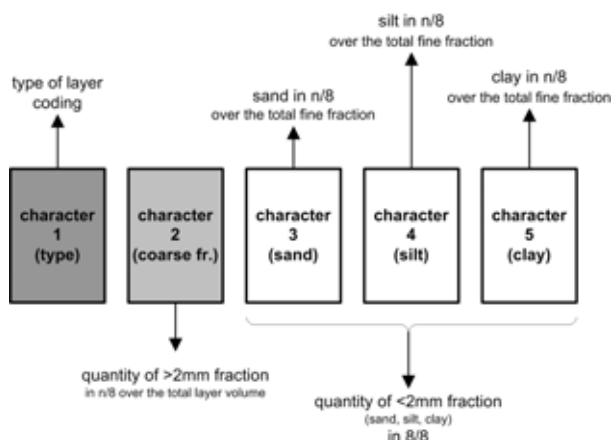 silt in n/8
over the total fine fraction
type of layer
coding
sand in n/8
over the total fine fraction
clay in n/8
over the total fine fraction
character
1
(type)
character
2
(coarse fr.)
character
3
(sand)
character
4
(silt)
character
5
(clay)
quantity of >2mm fraction
in n/8 over the total layer volume
quantity of <2mm fraction
(sand, silt, clay)
in 8/8